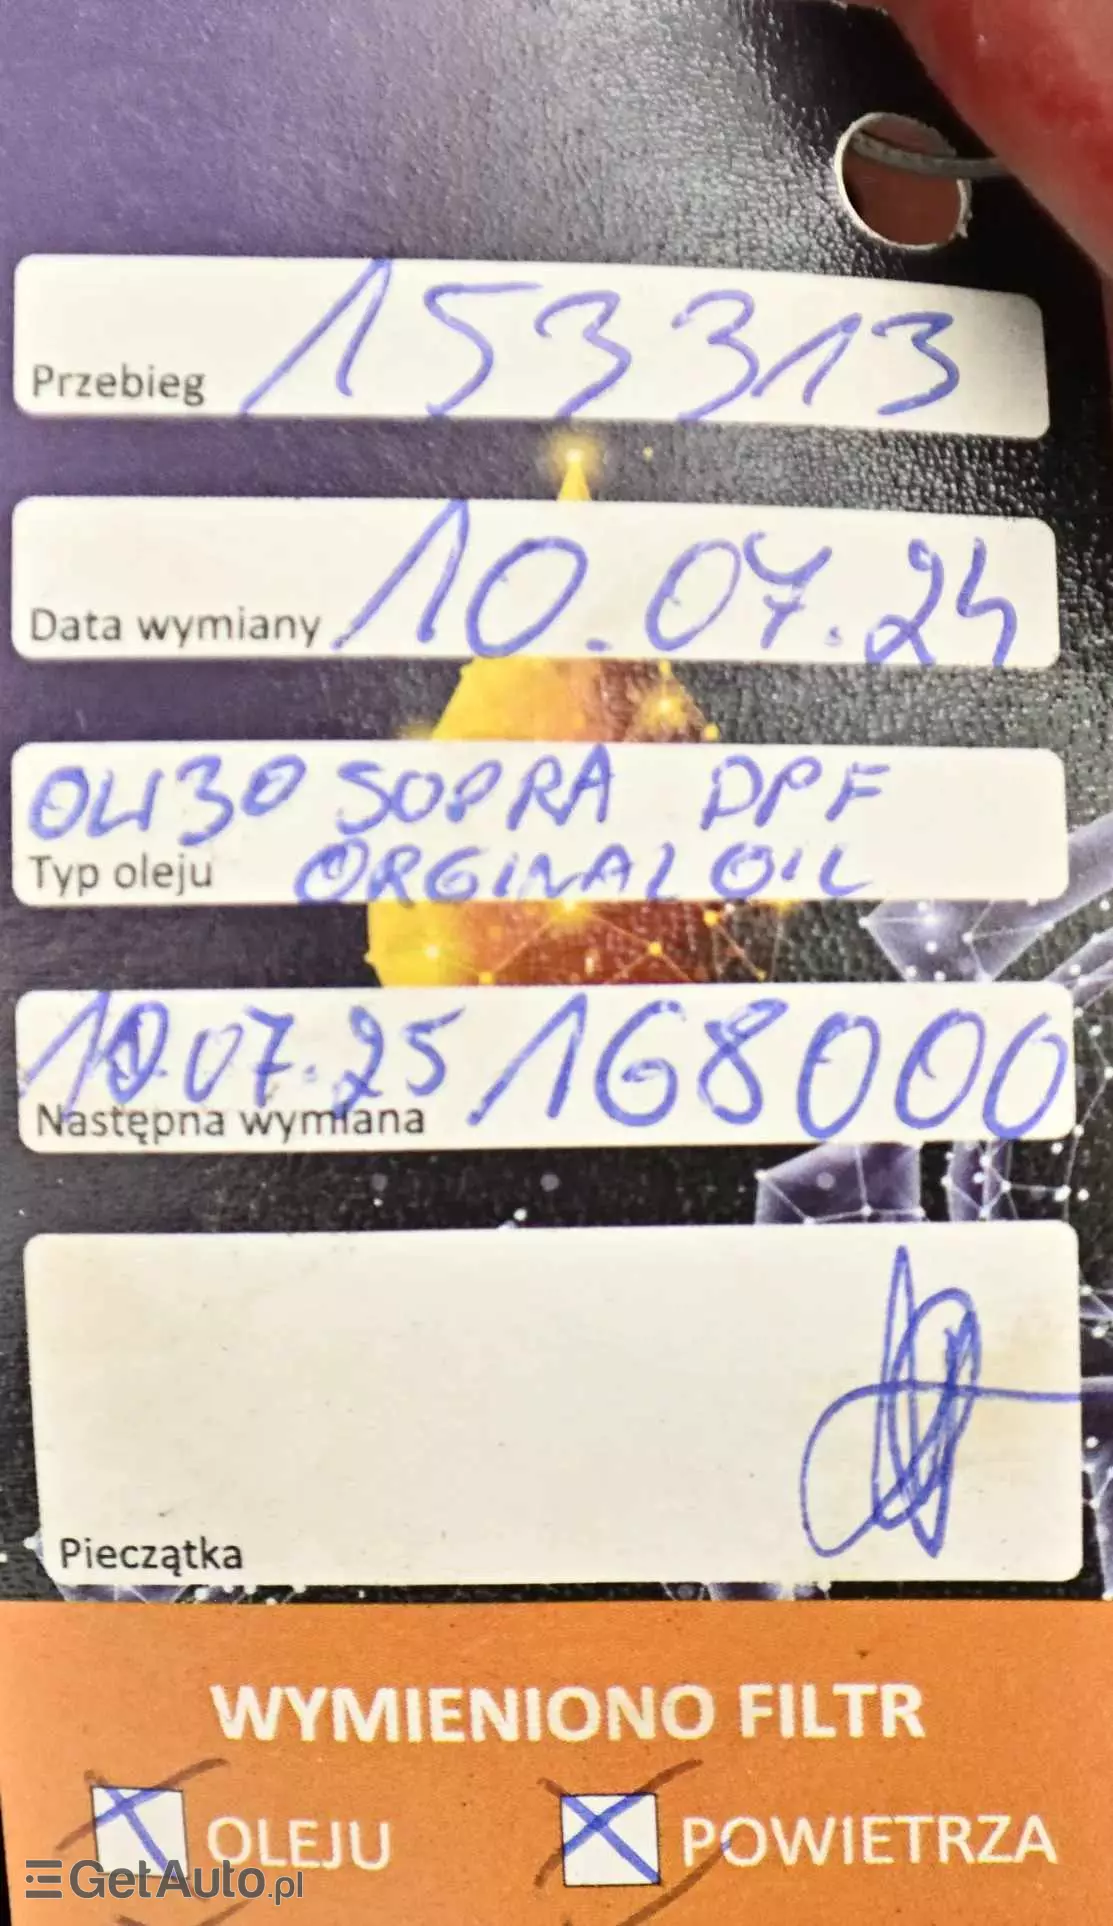 Przebieg 153313
Data wymiany 10.07.24
0W30 SOPRA DPF
Typ oleju ORGINAL OIL
10.07.25 168000
Następna wymiana
Pieczątka
WYMIENIONO FILTR
X OLEJU X POWIETRZA
GetAuto.pl